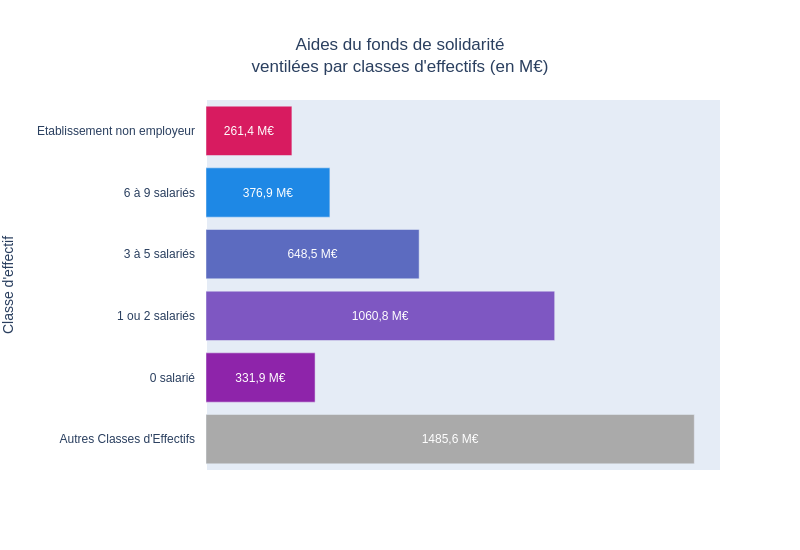 Aides du fonds de solidarité
ventilées par classes d'effectifs (en M€)
Classe d'effectif
Etablissement non employeur
261,4 M€
6 à 9 salariés
376,9 M€
3 à 5 salariés
648,5 M€
1 ou 2 salariés
1060,8 M€
0 salarié
331,9 M€
Autres Classes d'Effectifs
1485,6 M€